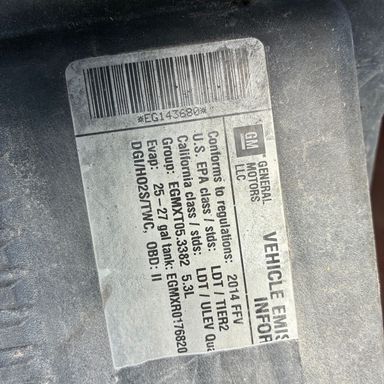 *EG143680*
GM
GENERAL
MOTORS
LLC
VEHICLE EMIS
INFOR
Conforms to regulations: 2014 FFV
U.S. EPA class / stds: LDT / TIER2
California class / stds: LDT / ULEV Qua
Group: EGMXT05.3382 5.3L
Evap: 25 - 27 gal tank: EGMXR0176820
DGI/HO2S/TWC, OBD: II